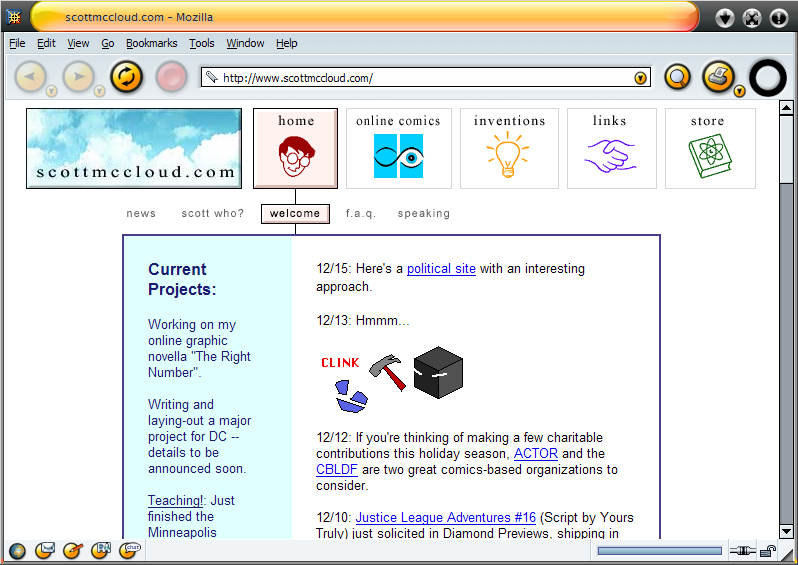 scottmccloud.com - Mozilla
File Edit View Go Bookmarks Tools Window Help
http://www.scottmccloud.com/
scottmccloud.com
home
online comics
inventions
links
store
news scott who? welcome f.a.q. speaking
Current
Projects:
Working on my
online graphic
novella "The Right
Number".
Writing and
laying-out a major
project for DC --
details to be
announced soon.
Teaching!: Just
finished the
Minneapolis
12/15: Here's a political site with an interesting
approach.
12/13: Hmmm...
CLINK
12/12: If you're thinking of making a few charitable
contributions this holiday season, ACTOR and the
CBLDF are two great comics-based organizations to
consider.
12/10: Justice League Adventures #16 (Script by Yours
Truly) just solicited in Diamond Previews, shipping in
chat